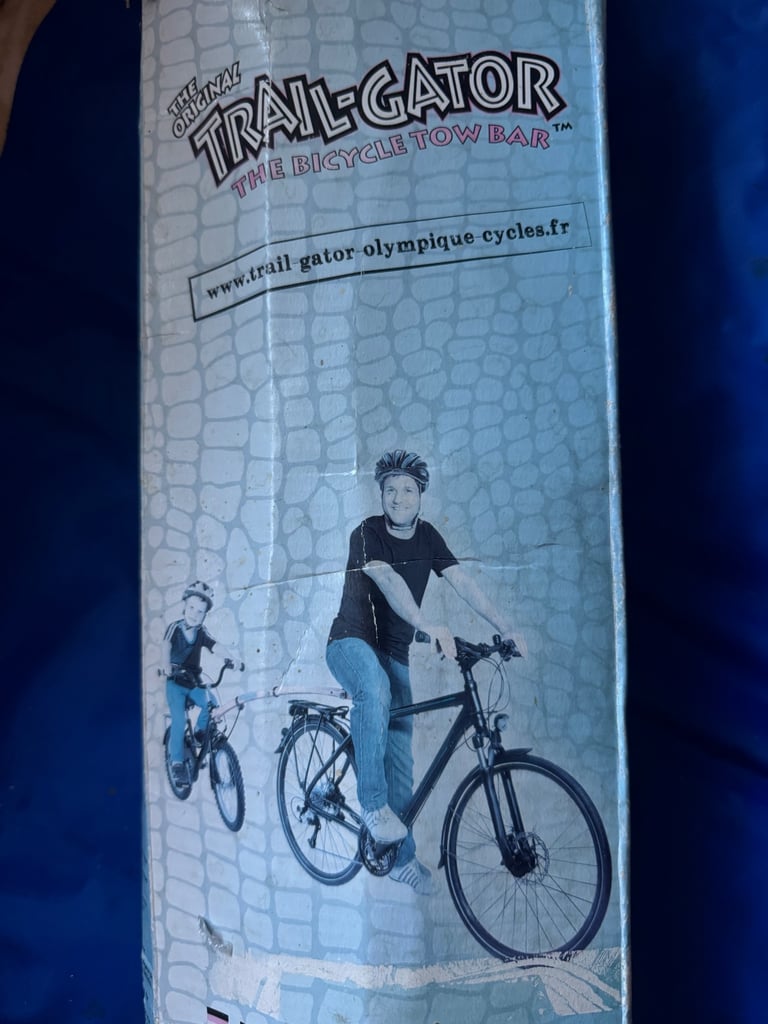 THE
ORIGINAL
TRAIL-GATOR
THE BICYCLE TOW BAR™
www.trail-gator-olympique-cycles.fr